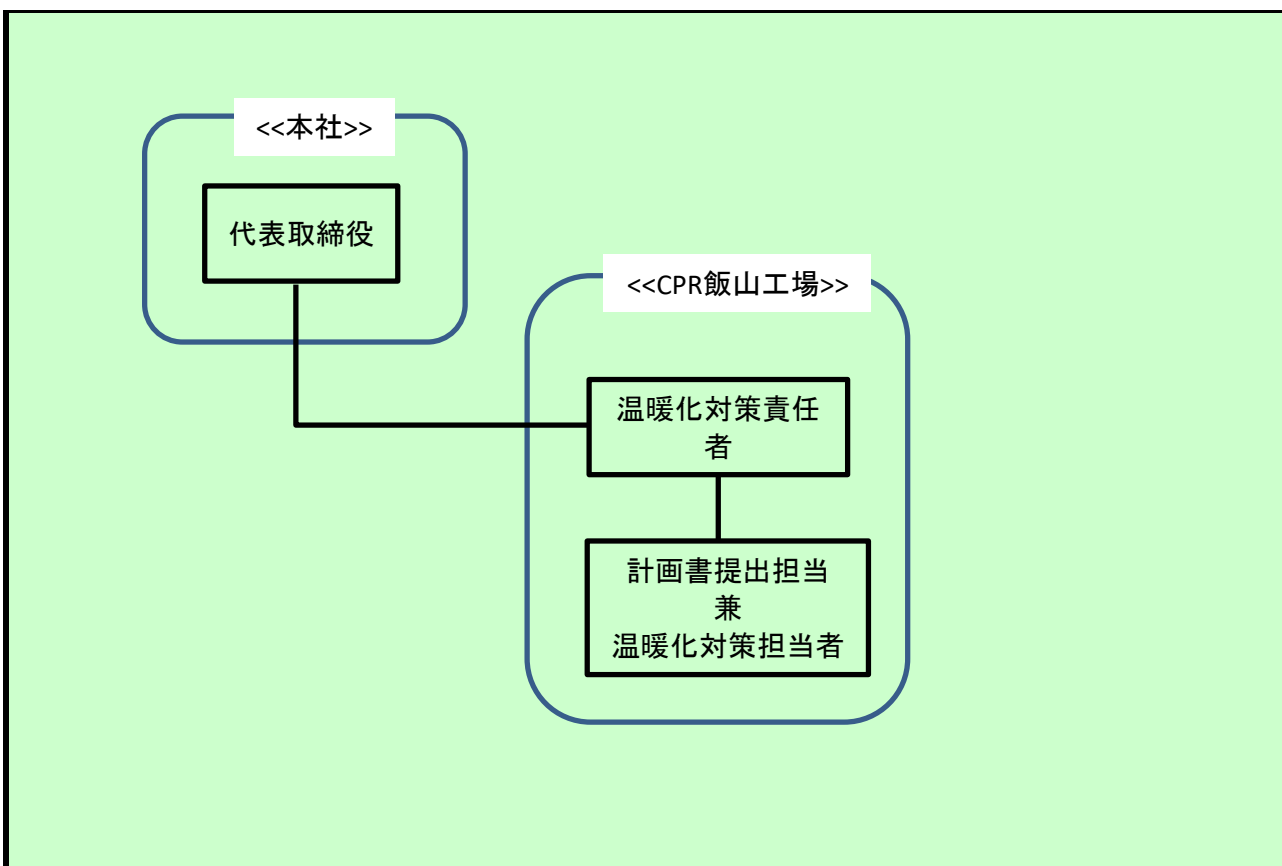 <<本社>>
代表取締役
<<CPR飯山工場>>
温暖化対策責任
者
計画書提出担当
兼
温暖化対策担当者